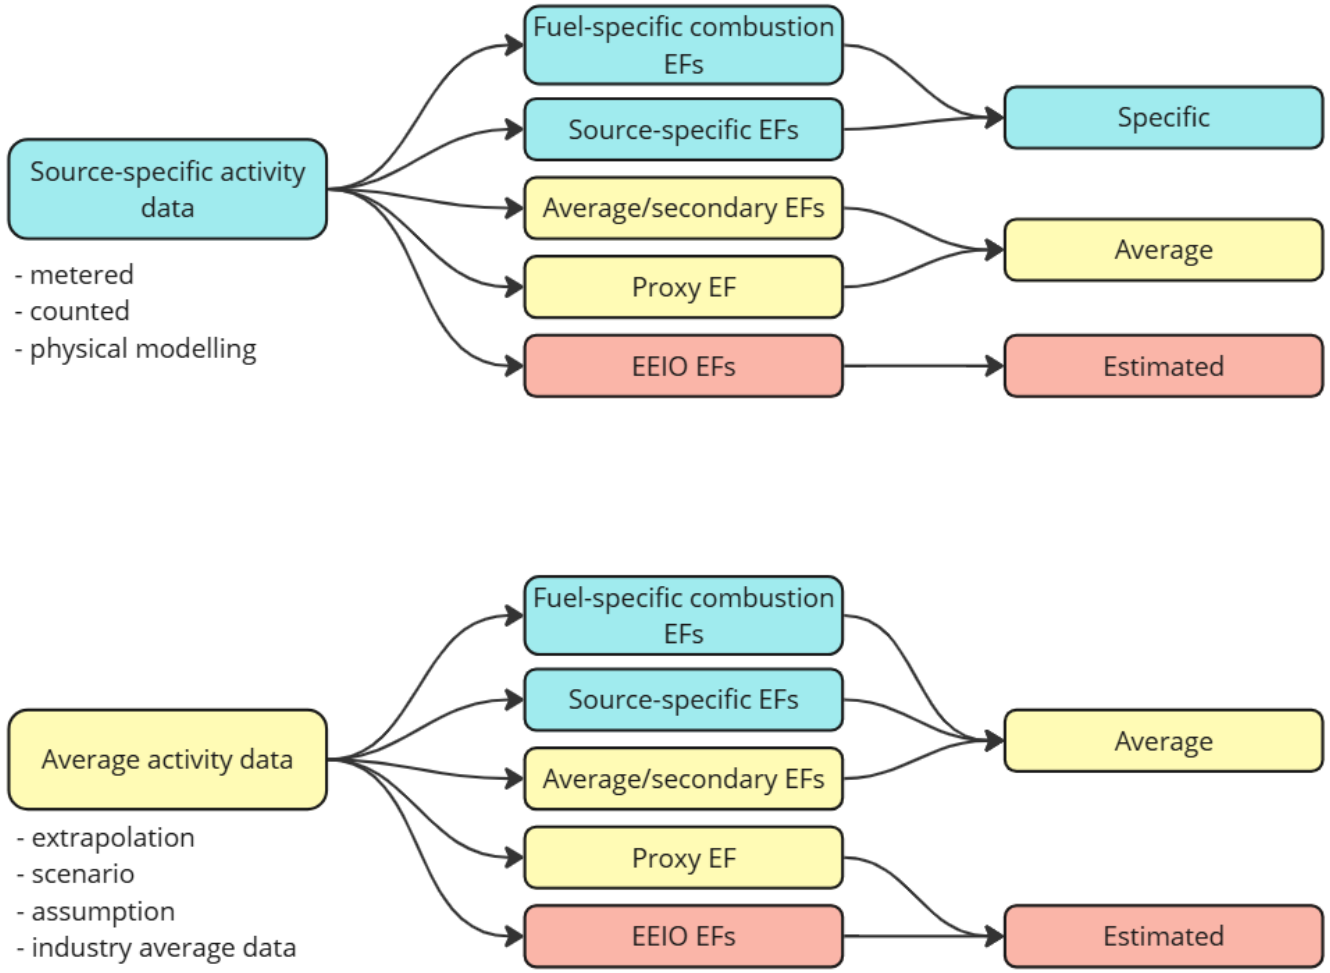 Fuel-specific combustion
EFs
Source-specific EFs
Specific
Source-specific activity
data
Average/secondary EFs
Average
Proxy EF
- metered
- counted
- physical modelling
EEIO EFs
Estimated
Fuel-specific combustion
EFs
Source-specific EFs
Average activity data
Average
Average/secondary EFs
- extrapolation
- scenario
- assumption
- industry average data
Proxy EF
EEIO EFs
Estimated